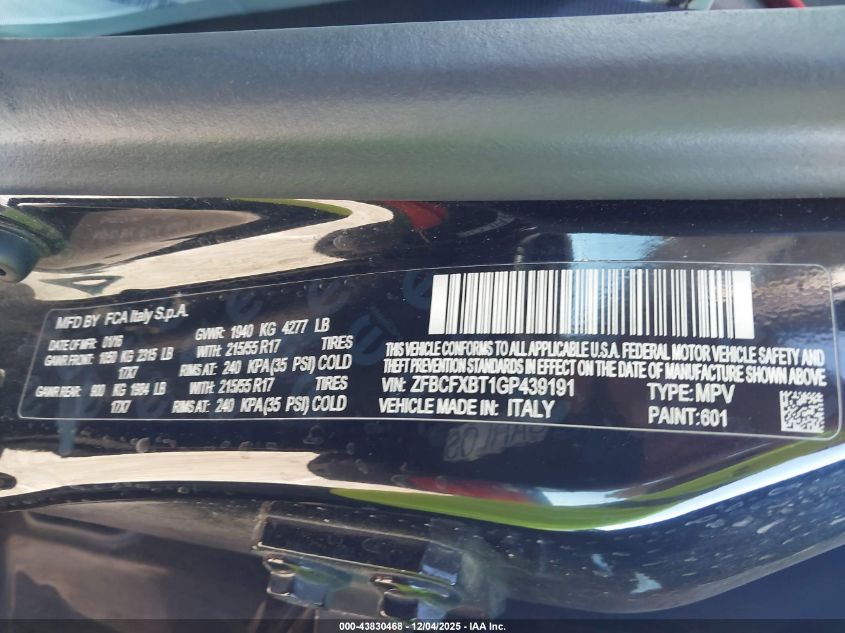 MFD BY FCA Italy S.p.A.
DATE OF MFR: 01/16 GVWR: 1940 KG 4277 LB
GAWR FRONT: 1050 KG 2315 LB WITH: 215/55 R17 TIRES
17X7 RIMS AT: 240 KPA(35 PSI) COLD
GAWR REAR: 900 KG 1984 LB WITH: 215/55 R17 TIRES
17X7 RIMS AT: 240 KPA(35 PSI) COLD
THIS VEHICLE CONFORMS TO ALL APPLICABLE U.S.A. FEDERAL MOTOR VEHICLE SAFETY AND
THEFT PREVENTION STANDARDS IN EFFECT ON THE DATE OF MANUFACTURE SHOWN ABOVE
VIN: ZFBCFXBT1GP439191 TYPE: MPV
VEHICLE MADE IN: ITALY PAINT:601
000-43830468 - 12/04/2025 - IAA Inc.